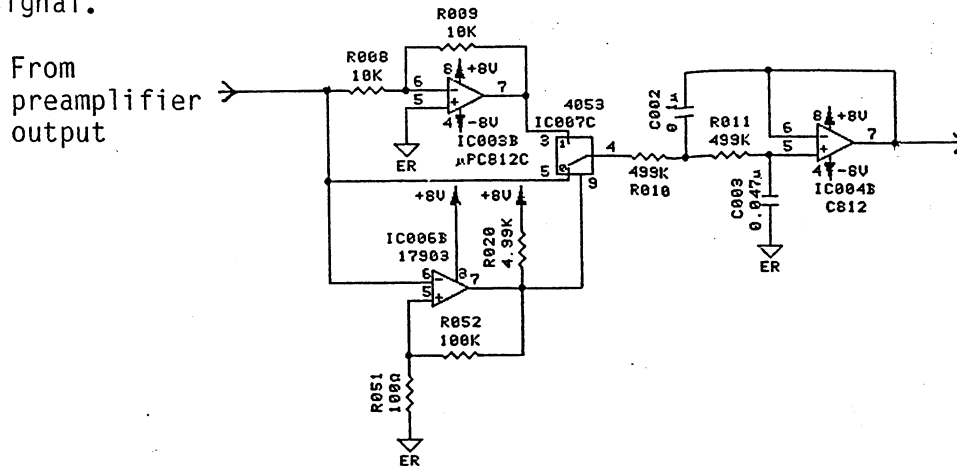 ignal.
From
preamplifier
output
R009
10K
R008
10K
8 +8V
6
5
7
4 -8V
IC003B
µPC812C
ER
4053
IC007C
3 1
5 0
4
9
499K
R010
C002
0.1µ
R011
499K
C003
0.047µ
ER
8 +8V
6
5
7
4 -8V
IC004B
C812
+8V
+8V
IC006B
17903
R020
4.99K
6
5
8
7
R052
100K
R051
100Ω
ER